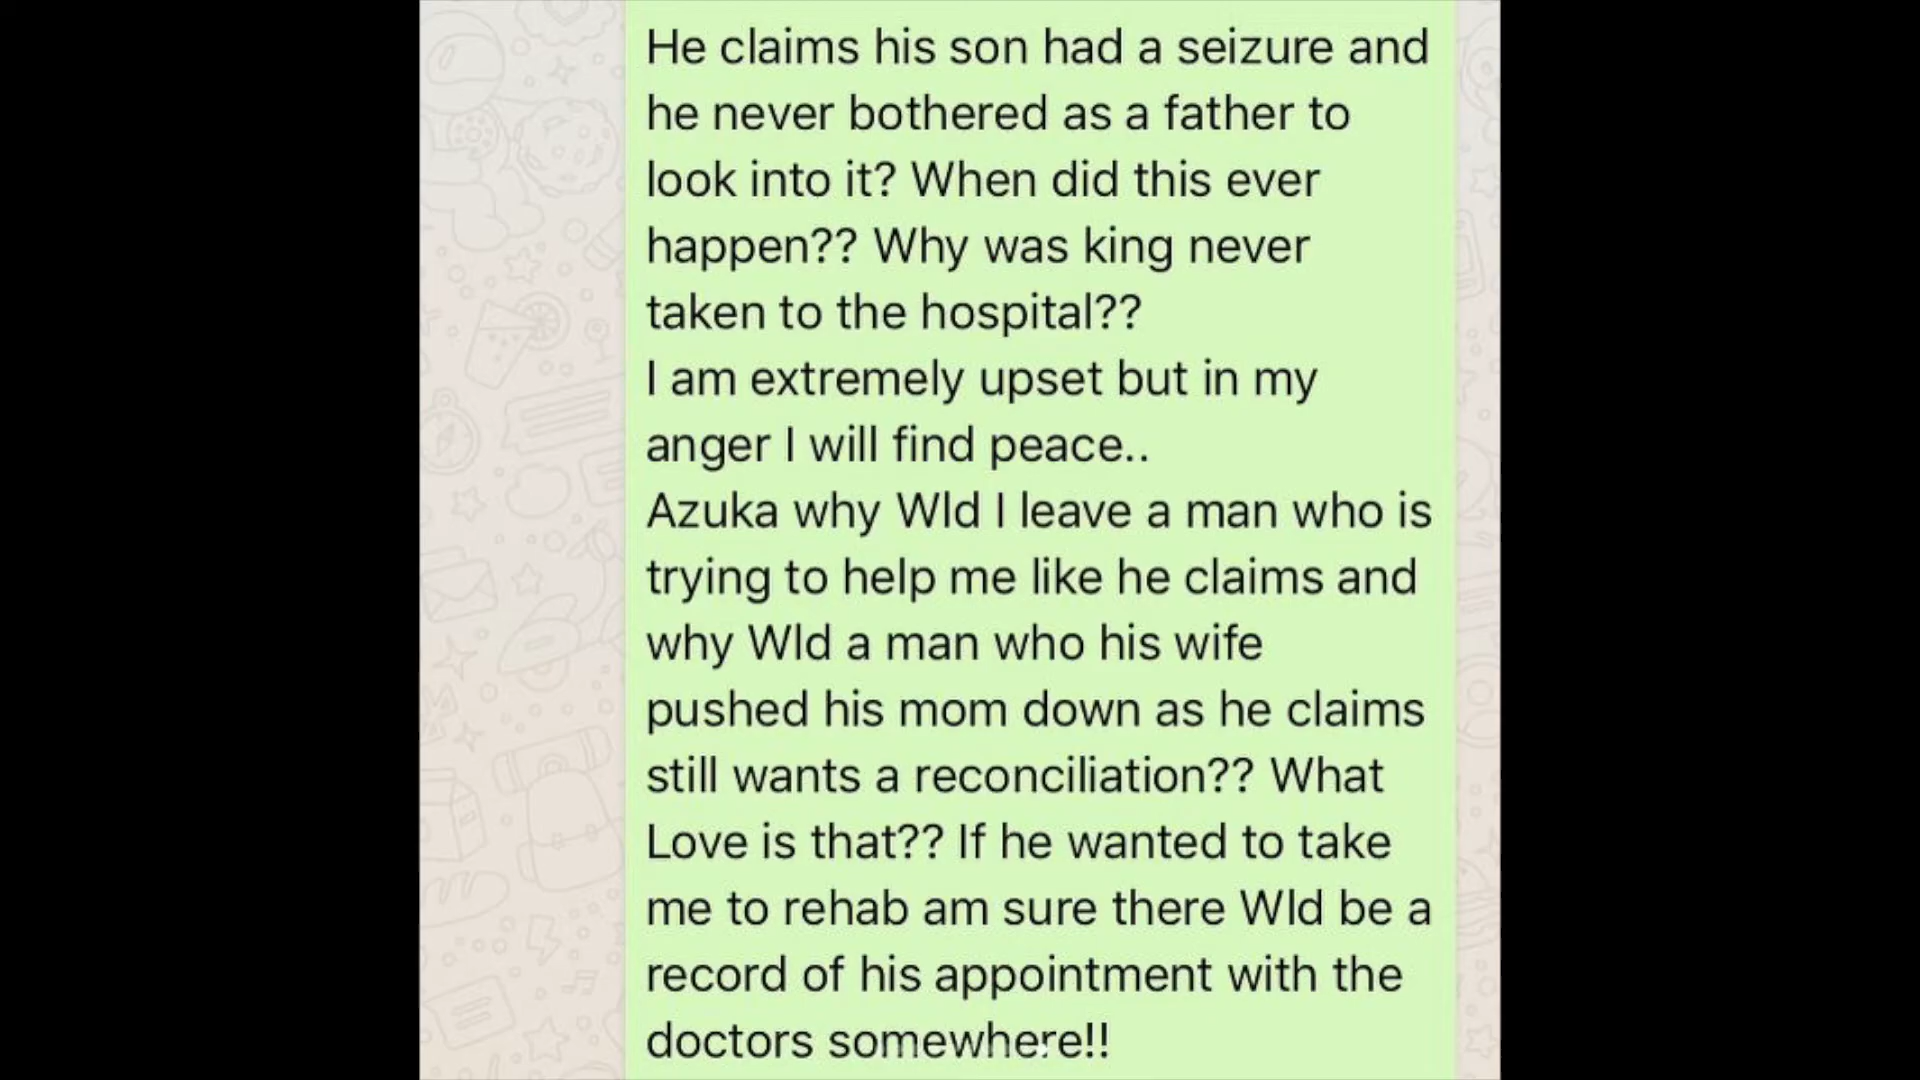 He claims his son had a seizure and
he never bothered as a father to
look into it? When did this ever
happen?? Why was king never
taken to the hospital??
I am extremely upset but in my
anger I will find peace..
Azuka why Wld I leave a man who is
trying to help me like he claims and
why Wld a man who his wife
pushed his mom down as he claims
still wants a reconciliation?? What
Love is that?? If he wanted to take
me to rehab am sure there Wld be a
record of his appointment with the
doctors somewhere!!